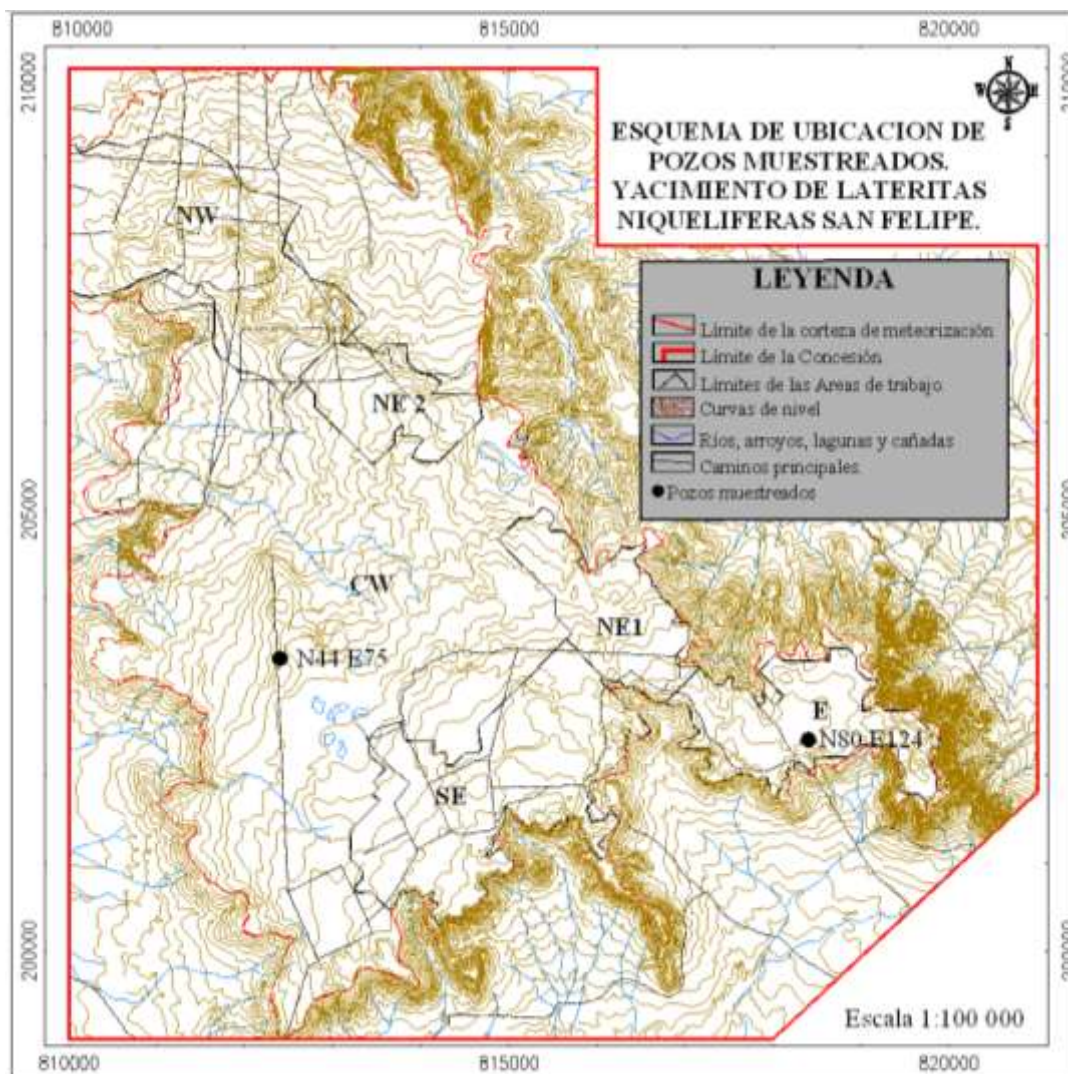 810000 815000 820000
210000
N
W
S
ESQUEMA DE UBICACION DE
POZOS MUESTREADOS.
YACIMIENTO DE LATERITAS
NIQUELIFERAS SAN FELIPE.
NW
LEYENDA
Límite de la corteza de meteorización
Límite de la Concesión
Límites de las Areas de trabajo
Curvas de nivel
Ríos, arroyos, lagunas y cañadas
Caminos principales
Pozos muestreados
NE 2
205000
CW
NE1
N44 E75
E
N80 E124
SE
200000
Escala 1:100 000
810000 815000 820000